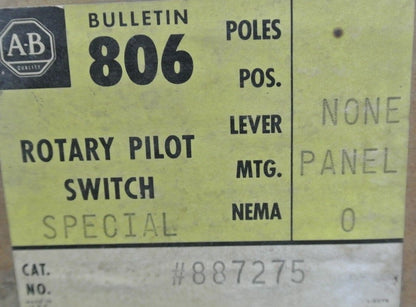 A-B
QUALITY
BULLETIN
806
ROTARY PILOT
SWITCH
SPECIAL
POLES
POS.
LEVER NONE
MTG. PANEL
NEMA 0
CAT.
NO. #887275